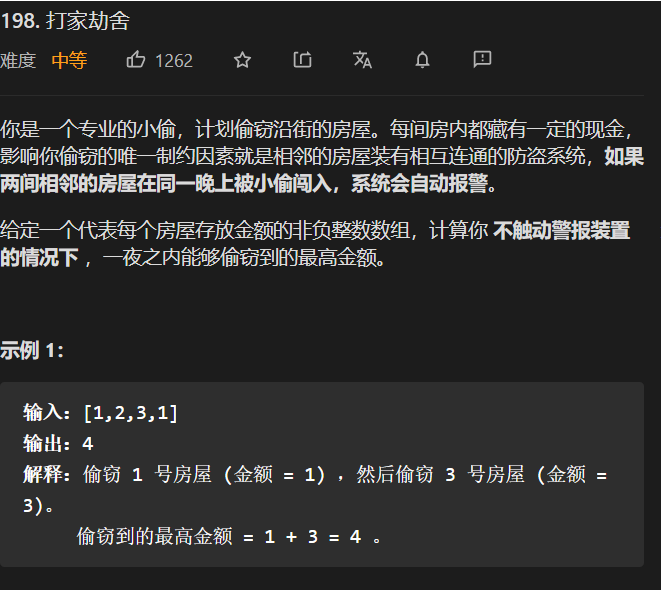 198. 打家劫舍
难度 中等 1262
你是一个专业的小偷，计划偷窃沿街的房屋。每间房内都藏有一定的现金，
影响你偷窃的唯一制约因素就是相邻的房屋装有相互连通的防盗系统，如果
两间相邻的房屋在同一晚上被小偷闯入，系统会自动报警。
给定一个代表每个房屋存放金额的非负整数数组，计算你 不触动警报装置
的情况下 ，一夜之内能够偷窃到的最高金额。
示例 1：
输入：[1,2,3,1]
输出：4
解释：偷窃 1 号房屋 (金额 = 1) ，然后偷窃 3 号房屋 (金额 =
3)。
偷窃到的最高金额 = 1 + 3 = 4 。